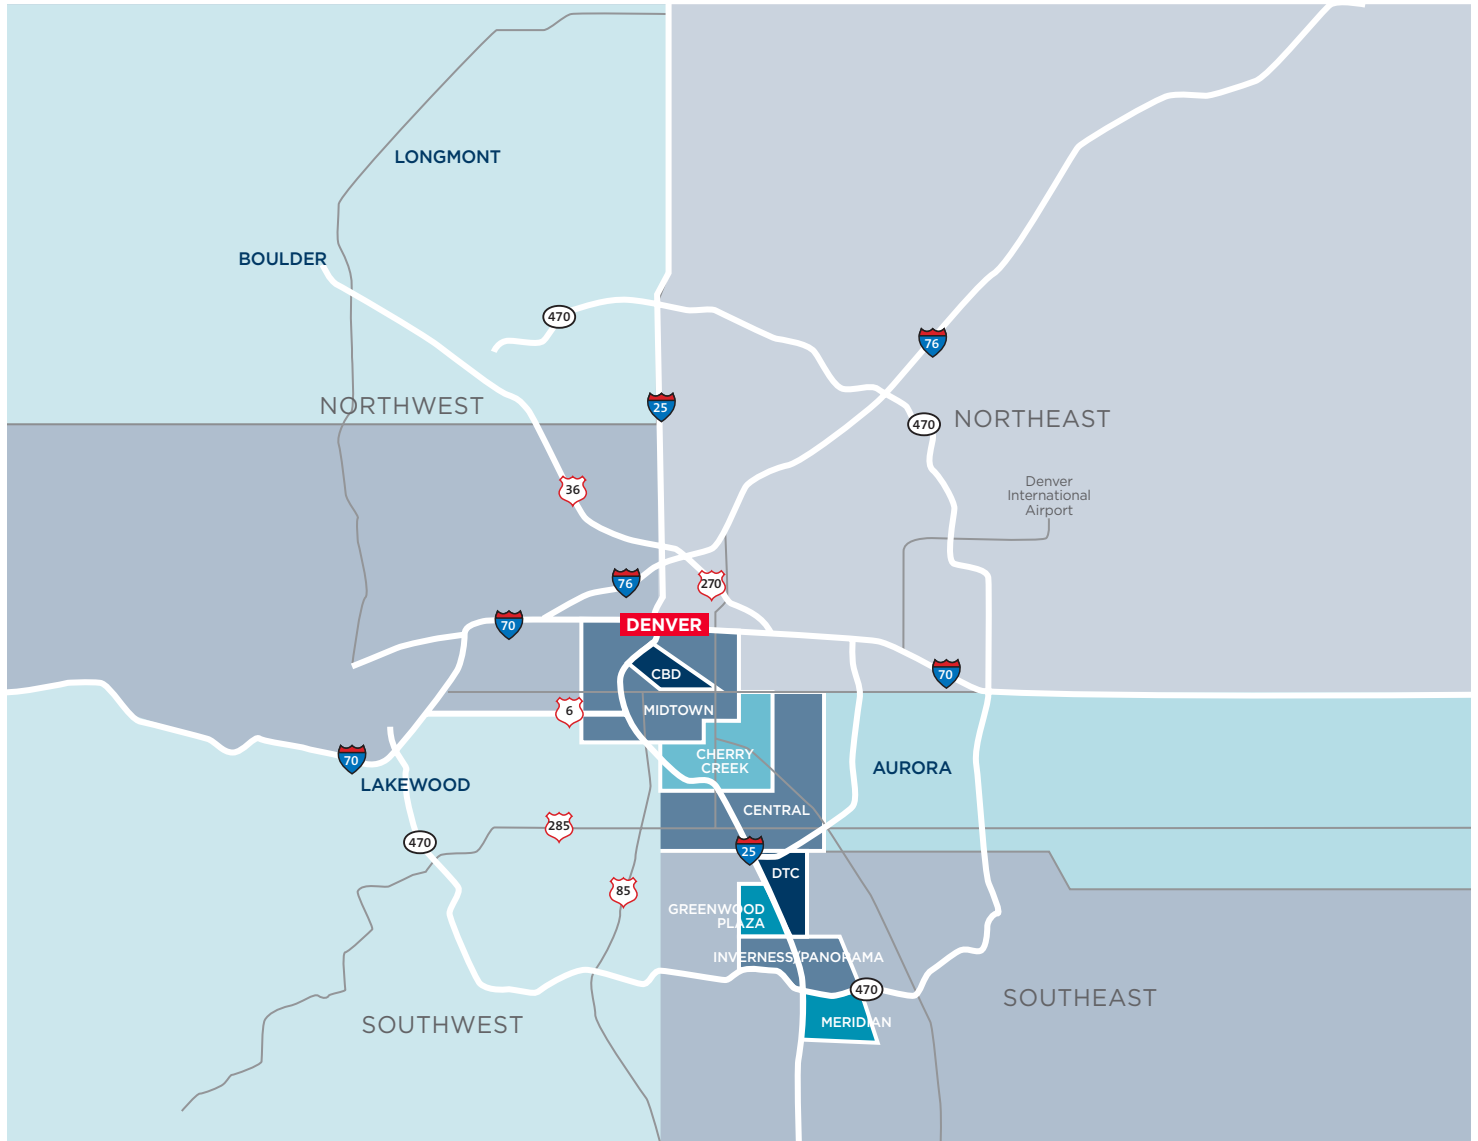 LONGMONT
BOULDER
470
76
25
NORTHWEST
NORTHEAST
470
36
Denver
International
Airport
76
270
70
DENVER
CBD
70
6
MIDTOWN
70
CHERRY
CREEK
AURORA
LAKEWOOD
CENTRAL
285
470
25
DTC
85
GREENWOOD
PLAZA
INVERNESS/PANORAMA
470
SOUTHEAST
MERIDIAN
SOUTHWEST